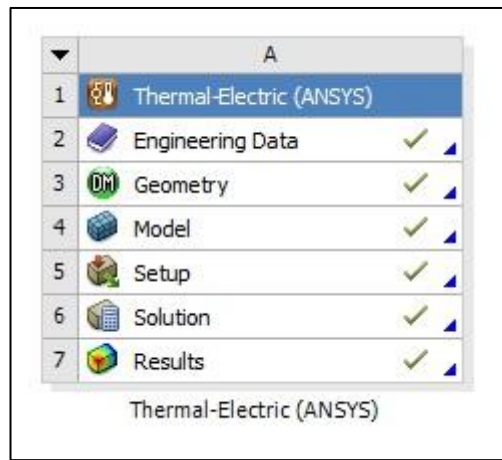 A
1 Thermal-Electric (ANSYS)
2 Engineering Data
3 DM Geometry
4 Model
5 Setup
6 Solution
7 Results
Thermal-Electric (ANSYS)